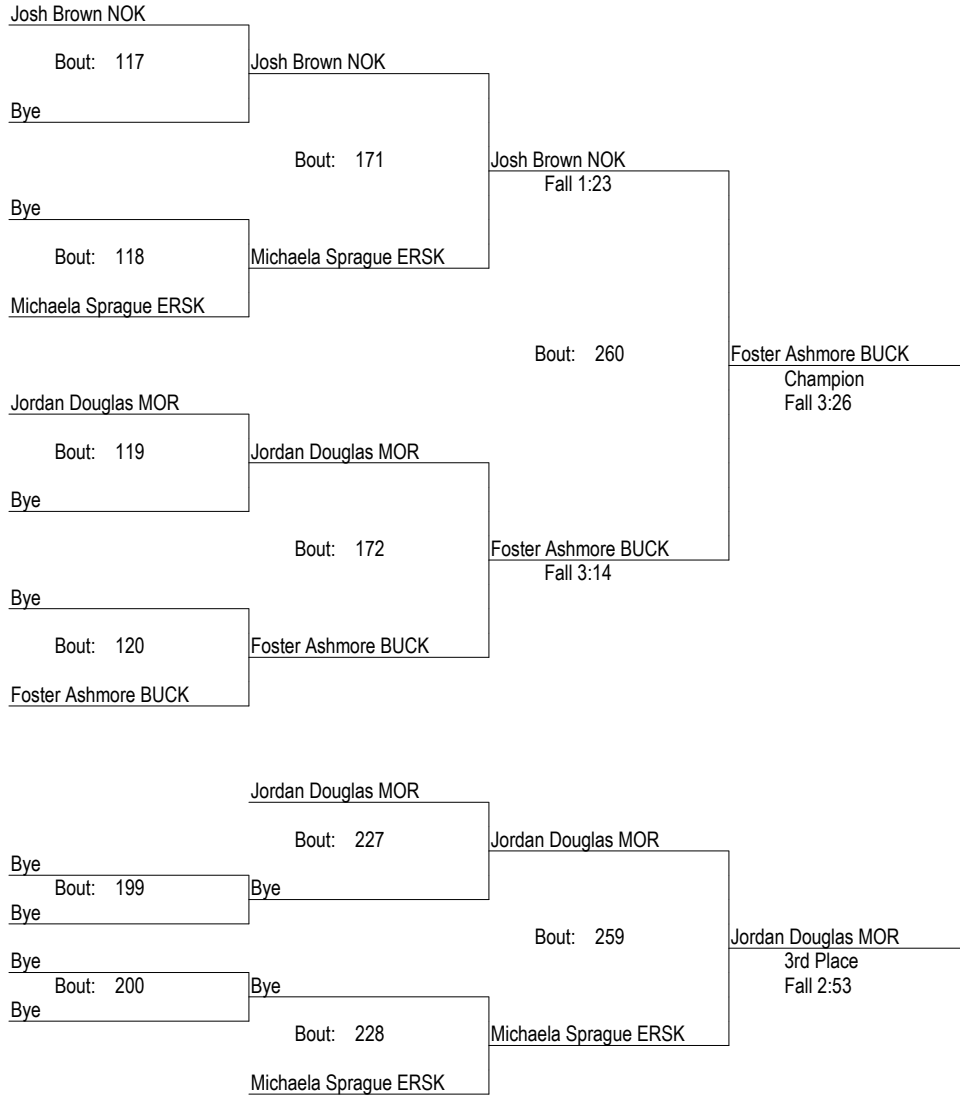 Josh Brown NOK
Bout: 117
Josh Brown NOK
Bye
Bout: 171
Josh Brown NOK
Fall 1:23
Bye
Bout: 118
Michaela Sprague ERSK
Michaela Sprague ERSK
Bout: 260
Foster Ashmore BUCK
Champion
Fall 3:26
Jordan Douglas MOR
Bout: 119
Jordan Douglas MOR
Bye
Bout: 172
Foster Ashmore BUCK
Fall 3:14
Bye
Bout: 120
Foster Ashmore BUCK
Foster Ashmore BUCK
Jordan Douglas MOR
Bout: 227
Jordan Douglas MOR
Bye
Bout: 199
Bye
Bye
Bout: 259
Jordan Douglas MOR
3rd Place
Fall 2:53
Bye
Bout: 200
Bye
Bye
Bout: 228
Michaela Sprague ERSK
Michaela Sprague ERSK